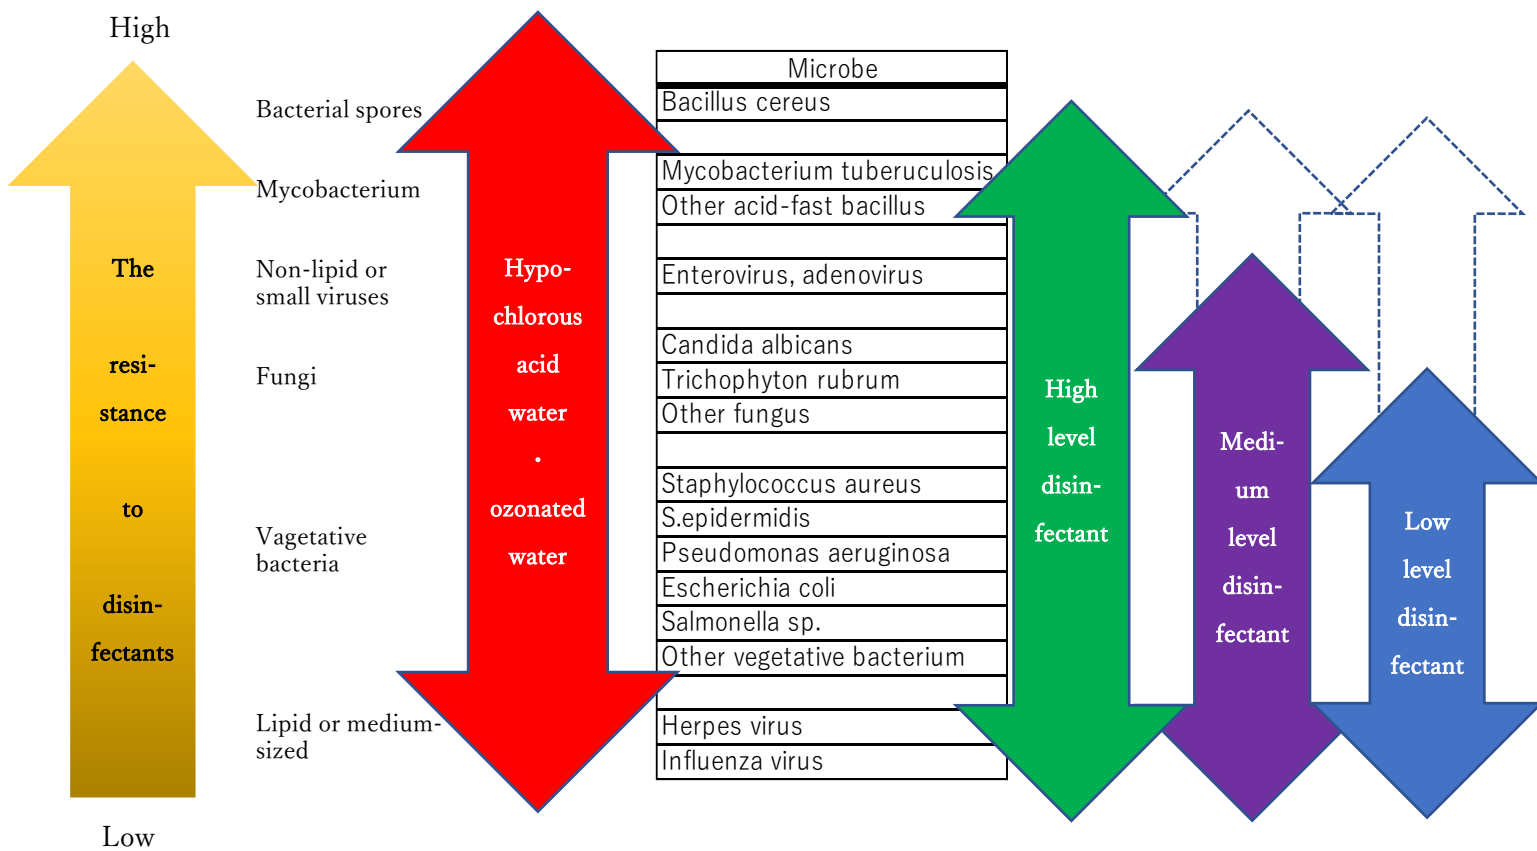 High
The
resi-
stance
to
disin-
fectants
Low
Bacterial spores
Mycobacterium
Non-lipid or
small viruses
Fungi
Vagetative
bacteria
Lipid or medium-
sized
Hypo-
chlorous
acid
water
・
ozonated
water
Microbe
Bacillus cereus
Mycobacterium tuberuculosis
Other acid-fast bacillus
Enterovirus, adenovirus
Candida albicans
Trichophyton rubrum
Other fungus
Staphylococcus aureus
S.epidermidis
Pseudomonas aeruginosa
Escherichia coli
Salmonella sp.
Other vegetative bacterium
Herpes virus
Influenza virus
High
level
disin-
fectant
Medi-
um
level
disin-
fectant
Low
level
disin-
fectant